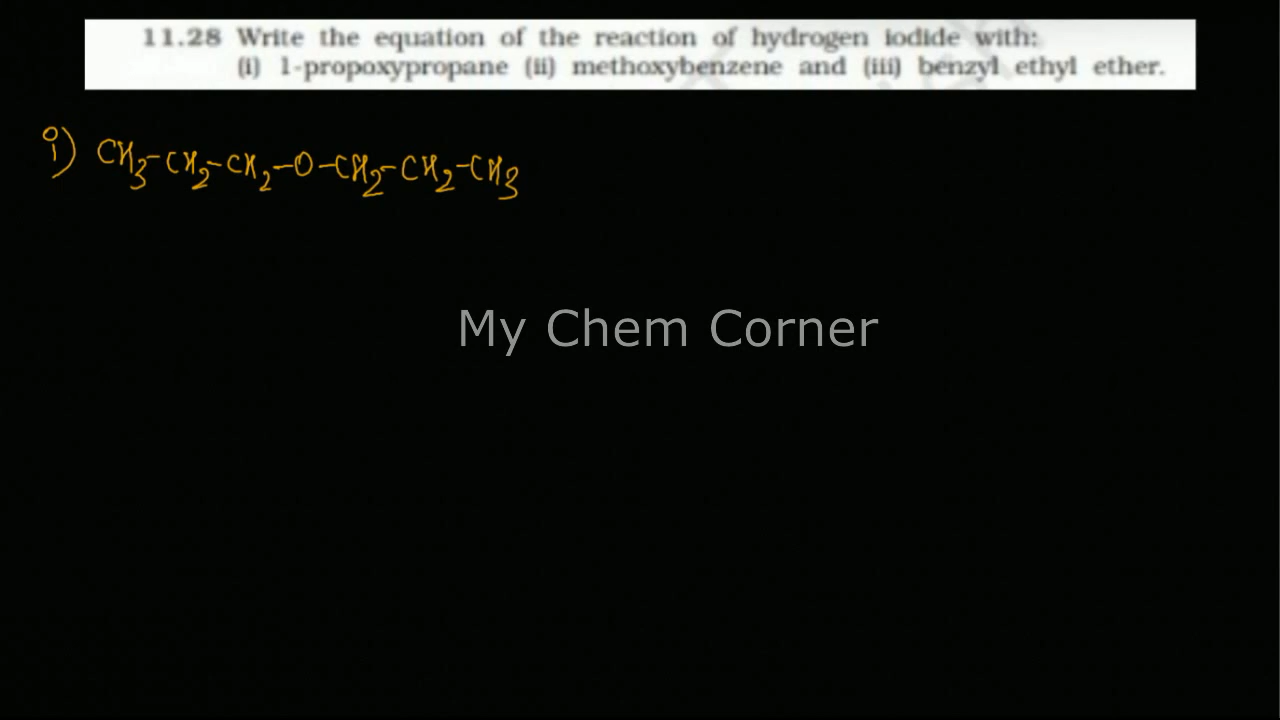 11.28 Write the equation of the reaction of hydrogen iodide with:
(i) 1-propoxypropane (ii) methoxybenzene and (iii) benzyl ethyl ether.
i) CH3-CH2-CH2-O-CH2-CH2-CH3
My Chem Corner